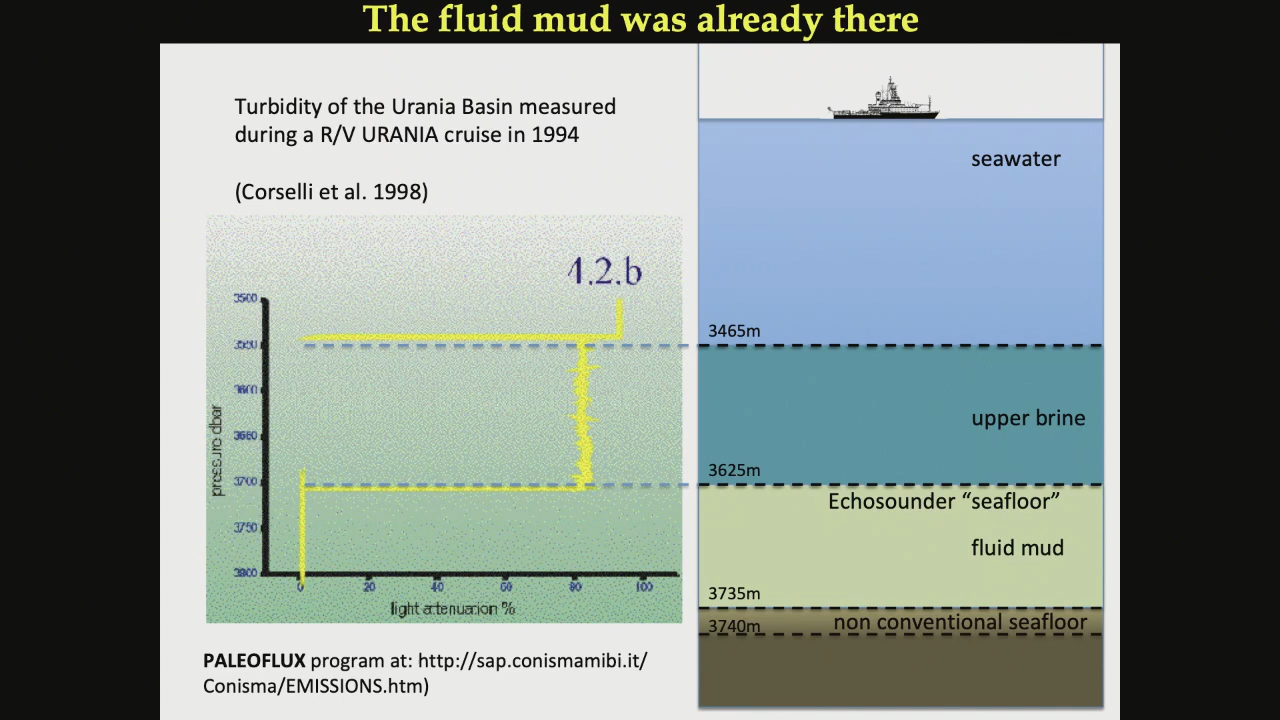 The fluid mud was already there
Turbidity of the Urania Basin measured
during a R/V URANIA cruise in 1994
(Corselli et al. 1998)
1.2.b
3500
3550
3600
3650
3700
3750
3800
pressure dbar
0 20 40 60 80 100
light attenuation %
PALEOFLUX program at: http://sap.conismamibi.it/
Conisma/EMISSIONS.htm)
seawater
3465m
upper brine
3625m
Echosounder “seafloor”
fluid mud
3735m
non conventional seafloor
3740m